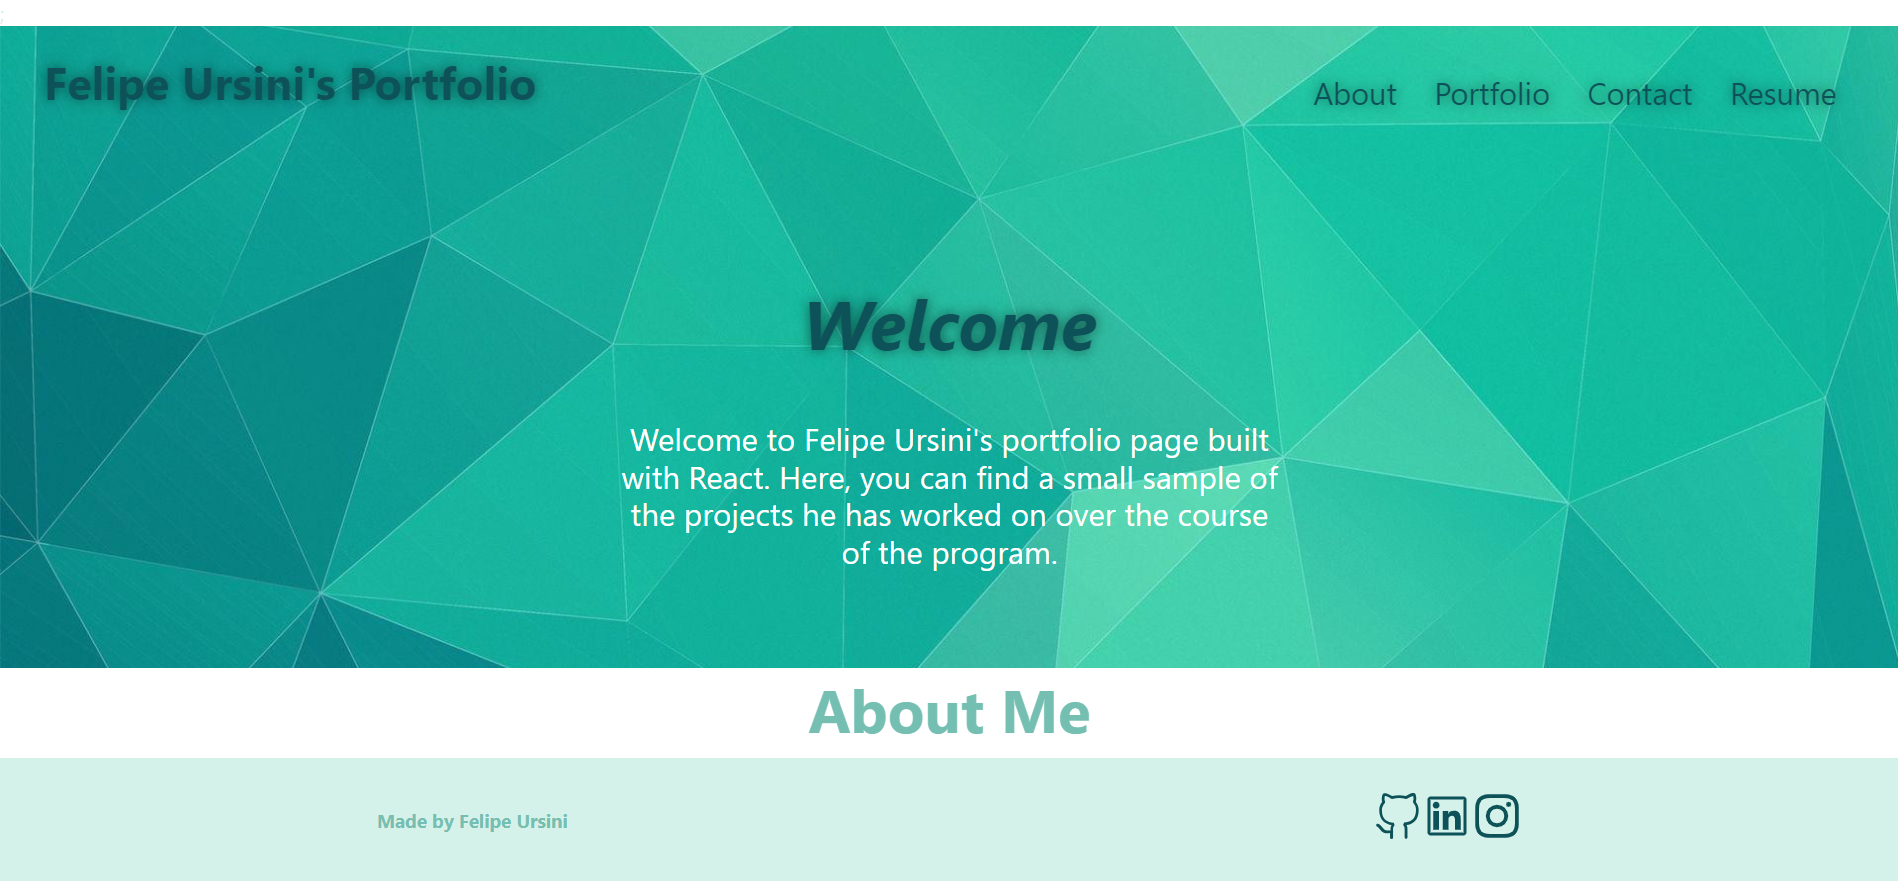 ;
Felipe Ursini's Portfolio
About Portfolio Contact Resume
Welcome
Welcome to Felipe Ursini's portfolio page built
with React. Here, you can find a small sample of
the projects he has worked on over the course
of the program.
About Me
Made by Felipe Ursini
in